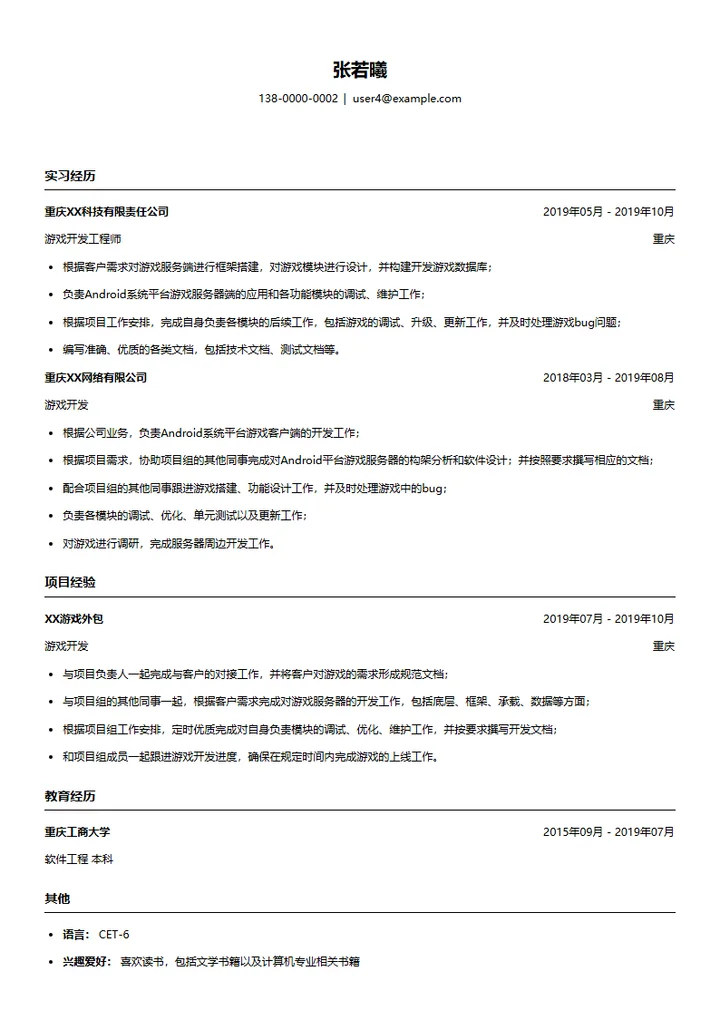 张若曦
138-0000-0002 | user4@example.com
实习经历
重庆XX科技有限责任公司 2019年05月 - 2019年10月
游戏开发工程师 重庆
• 根据客户需求对游戏服务端进行框架搭建，对游戏模块进行设计，并构建开发游戏数据库；
• 负责Android系统平台游戏服务器端的应用和各功能模块的调试、维护工作；
• 根据项目工作安排，完成自身负责各模块的后续工作，包括游戏的调试、升级、更新工作，并及时处理游戏bug问题；
• 编写准确、优质的各类文档，包括技术文档、测试文档等。
重庆XX网络有限公司 2018年03月 - 2019年08月
游戏开发 重庆
• 根据公司业务，负责Android系统平台游戏客户端的开发工作；
• 根据项目需求，协助项目组的其他同事完成对Android平台游戏服务器的构架分析和软件设计；并按照要求撰写相应的文档；
• 配合项目组的其他同事跟进游戏搭建、功能设计工作，并及时处理游戏中的bug；
• 负责各模块的调试、优化、单元测试以及更新工作；
• 对游戏进行调研，完成服务器周边开发工作。
项目经验
XX游戏外包 2019年07月 - 2019年10月
游戏开发 重庆
• 与项目负责人一起完成与客户的对接工作，并将客户对游戏的需求形成规范文档；
• 与项目组的其他同事一起，根据客户需求完成对游戏服务器的开发工作，包括底层、框架、承载、数据等方面；
• 根据项目组工作安排，定时优质完成对自身负责模块的调试、优化、维护工作，并按要求撰写开发文档；
• 和项目组成员一起跟进游戏开发进度，确保在规定时间内完成游戏的上线工作。
教育经历
重庆工商大学 2015年09月 - 2019年07月
软件工程 本科
其他
• 语言： CET-6
• 兴趣爱好： 喜欢读书，包括文学书籍以及计算机专业相关书籍